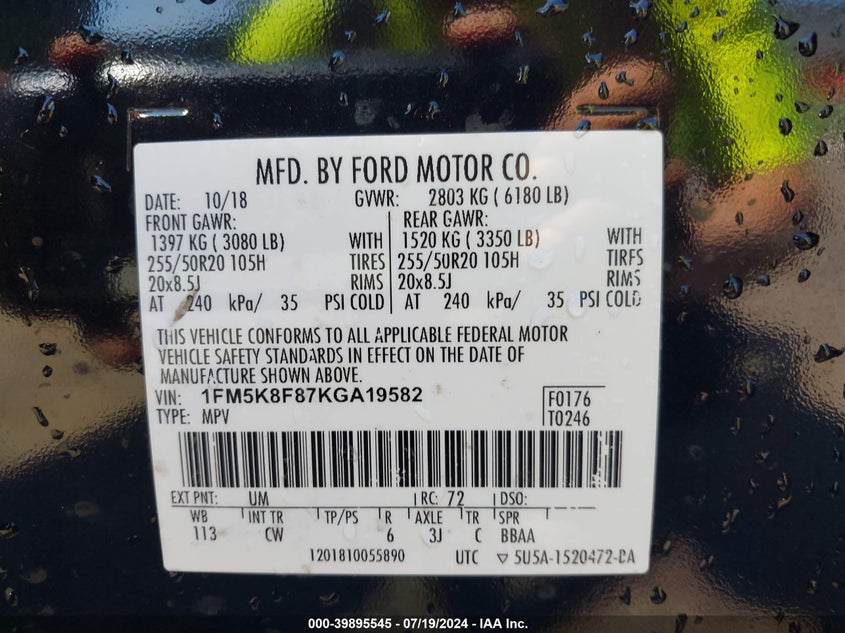 MFD. BY FORD MOTOR CO.
DATE: 10/18 GVWR: 2803 KG ( 6180 LB)
FRONT GAWR: REAR GAWR:
1397 KG ( 3080 LB) WITH 1520 KG ( 3350 LB) WITH
255/50R20 105H TIRES 255/50R20 105H TIRES
20x8.5J RIMS 20x8.5J RIMS
AT 240 kPa/ 35 PSI COLD AT 240 kPa/ 35 PSI COLD
THIS VEHICLE CONFORMS TO ALL APPLICABLE FEDERAL MOTOR
VEHICLE SAFETY STANDARDS IN EFFECT ON THE DATE OF
MANUFACTURE SHOWN ABOVE.
VIN: 1FM5K8F87KGA19582 F0176
TYPE: MPV T0246
EXT PNT: UM RC: 72 DSO:
WB INT TR TP/PS R AXLE TR SPR
113 CW 6 3J C BBAA
1201810055890 UTC ▽ 5U5A-1520472-BA
000-39895545 - 07/19/2024 - IAA Inc.